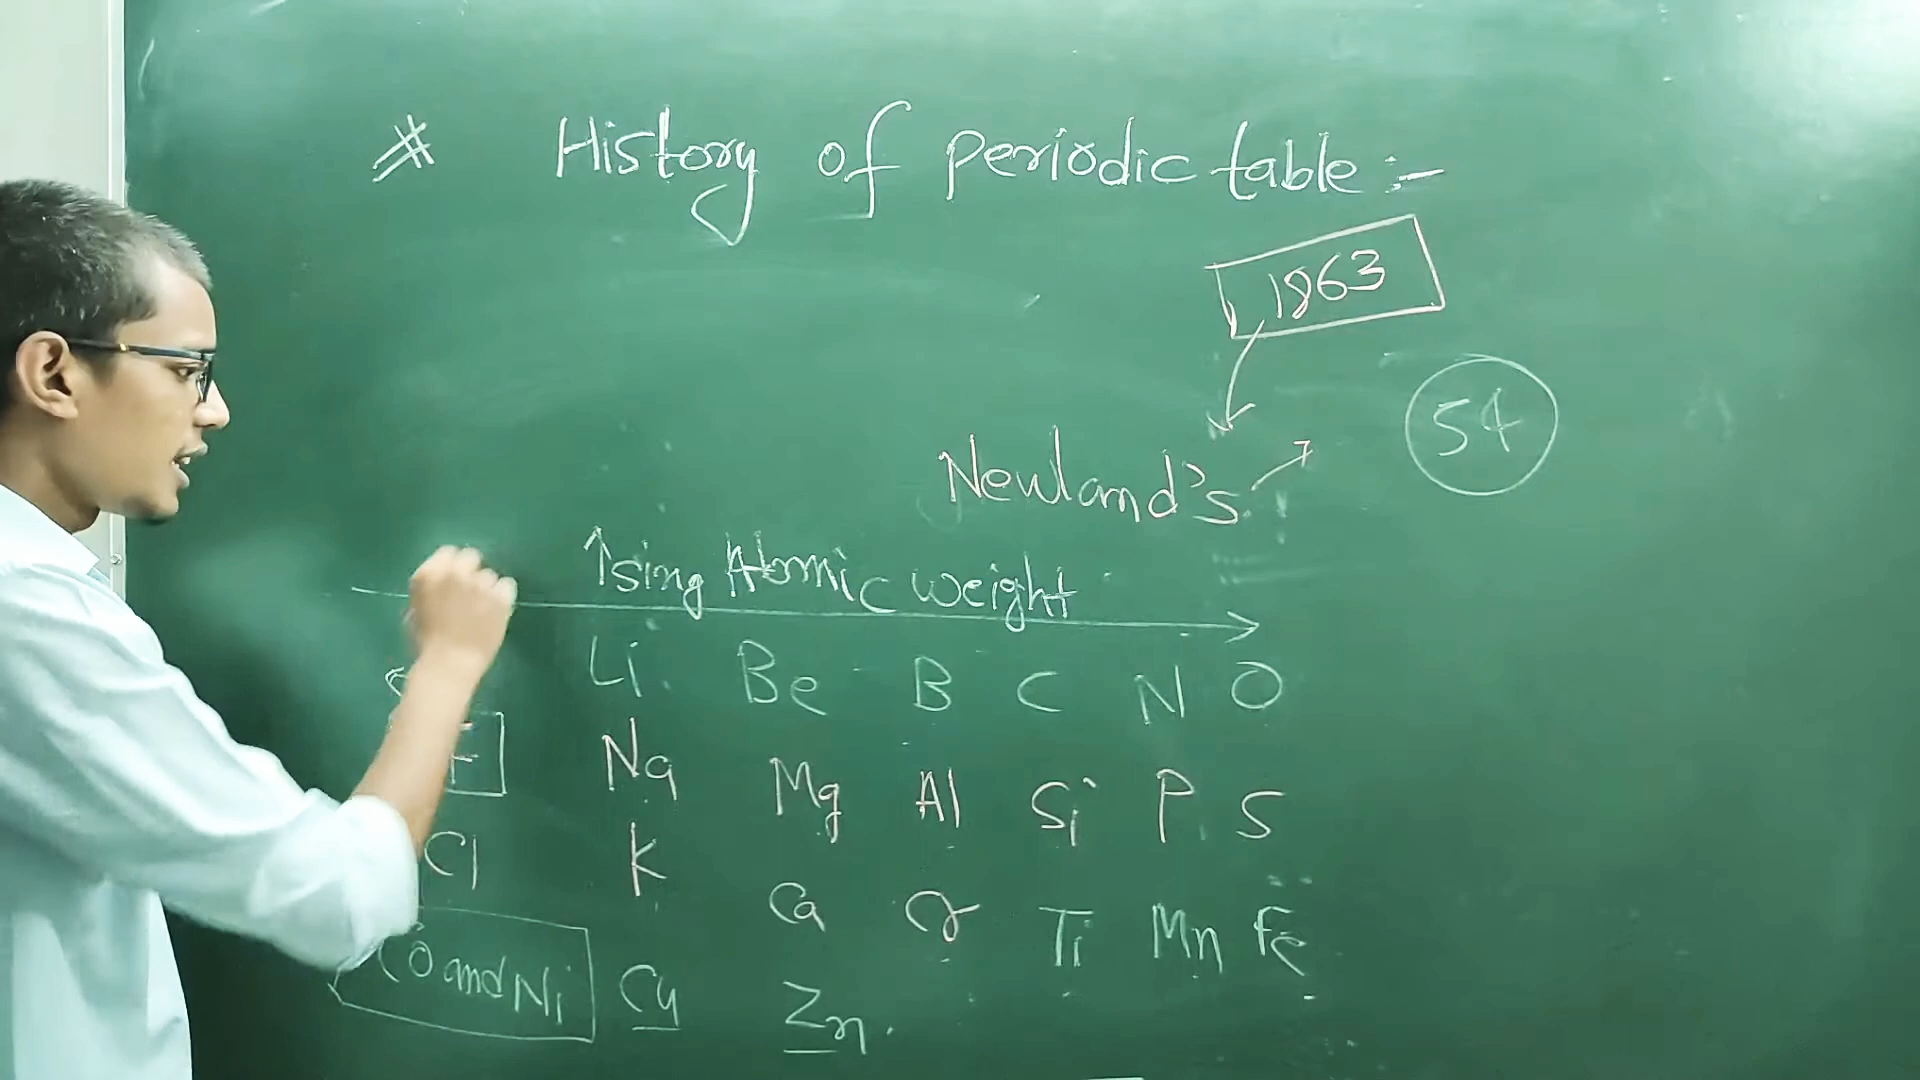 # History of periodic table :-
1863
54
Newland's
↑sing Atomic weight
Li Be B C N O
F Na Mg Al Si P S
Cl K Ca Cr Ti Mn Fe
Co and Ni Cu Zn.